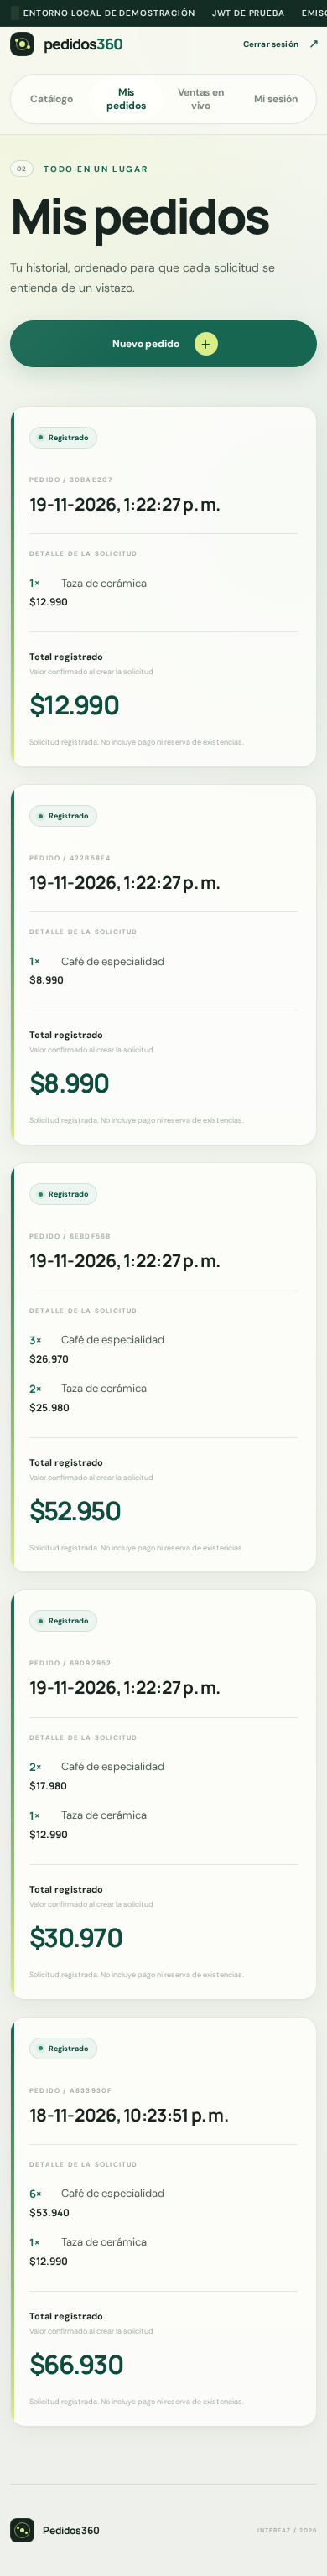 ENTORNO LOCAL DE DEMOSTRACIÓN JWT DE PRUEBA
pedidos360
Cerrar sesión ↗
Catálogo
Mis pedidos
Ventas en vivo
Mi sesión
02 TODO EN UN LUGAR
Mis pedidos
Tu historial, ordenado para que cada solicitud se
entienda de un vistazo.
Nuevo pedido +
Registrado
PEDIDO / 308AE207
19-11-2026, 1:22:27 p. m.
DETALLE DE LA SOLICITUD
1× Taza de cerámica
$12.990
Total registrado
Valor confirmado al crear la solicitud
$12.990
Solicitud registrada. No incluye pago ni reserva de existencias.
Registrado
PEDIDO / 422858E4
19-11-2026, 1:22:27 p. m.
DETALLE DE LA SOLICITUD
1× Café de especialidad
$8.990
Total registrado
Valor confirmado al crear la solicitud
$8.990
Solicitud registrada. No incluye pago ni reserva de existencias.
Registrado
PEDIDO / 6EBDF568
19-11-2026, 1:22:27 p. m.
DETALLE DE LA SOLICITUD
3× Café de especialidad
$26.970
2× Taza de cerámica
$25.980
Total registrado
Valor confirmado al crear la solicitud
$52.950
Solicitud registrada. No incluye pago ni reserva de existencias.
Registrado
PEDIDO / 69D92952
19-11-2026, 1:22:27 p. m.
DETALLE DE LA SOLICITUD
2× Café de especialidad
$17.980
1× Taza de cerámica
$12.990
Total registrado
Valor confirmado al crear la solicitud
$30.970
Solicitud registrada. No incluye pago ni reserva de existencias.
Registrado
PEDIDO / A833930F
18-11-2026, 10:23:51 p. m.
DETALLE DE LA SOLICITUD
6× Café de especialidad
$53.940
1× Taza de cerámica
$12.990
Total registrado
Valor confirmado al crear la solicitud
$66.930
Solicitud registrada. No incluye pago ni reserva de existencias.
Pedidos360
INTERFAZ / 2026